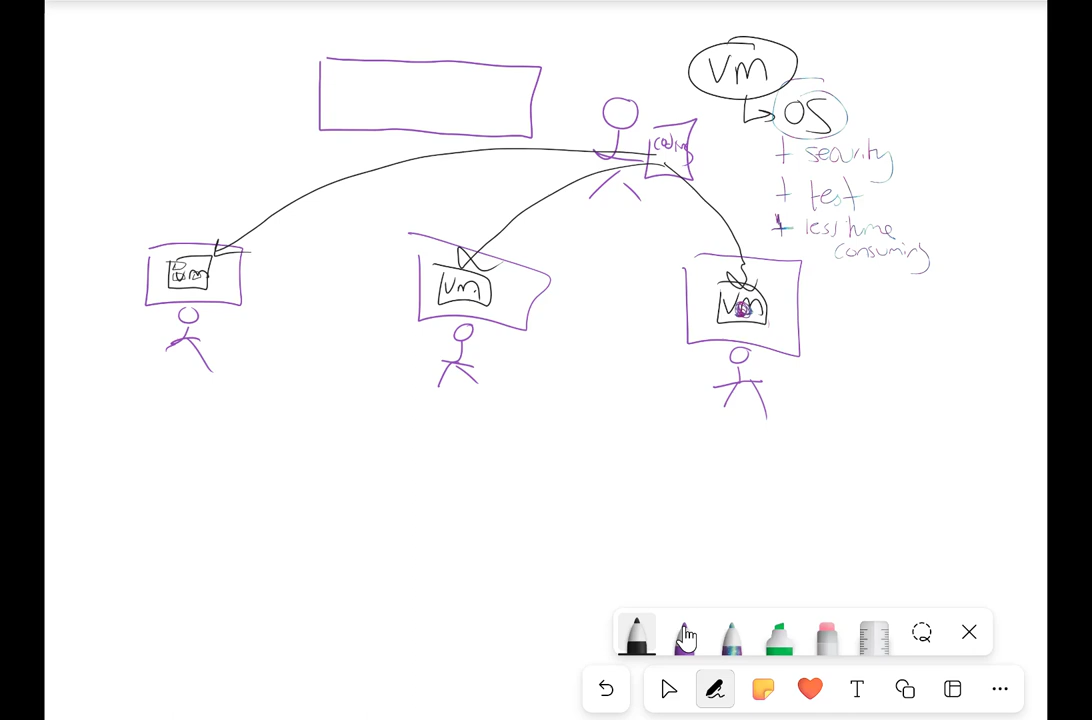 Vm
OS
+ security
+ test
+ less time
consuming
Vm
Vm
T